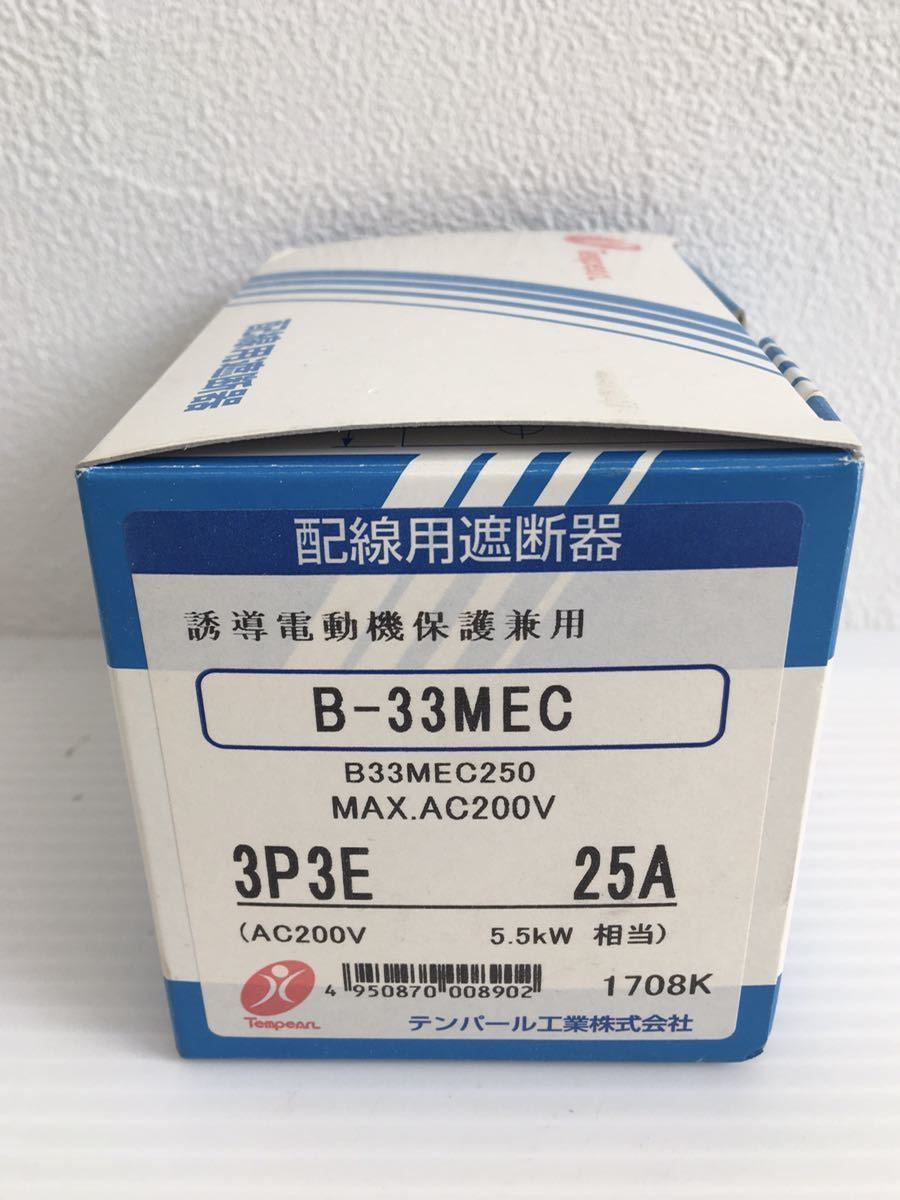 配線用遮断器
配線用遮断器
誘導電動機保護兼用
B-33MEC
B33MEC250
MAX.AC200V
3P3E 25A
(AC200V 5.5kW 相当)
Tempearl
4 950870 008902
1708K
テンパール工業株式会社